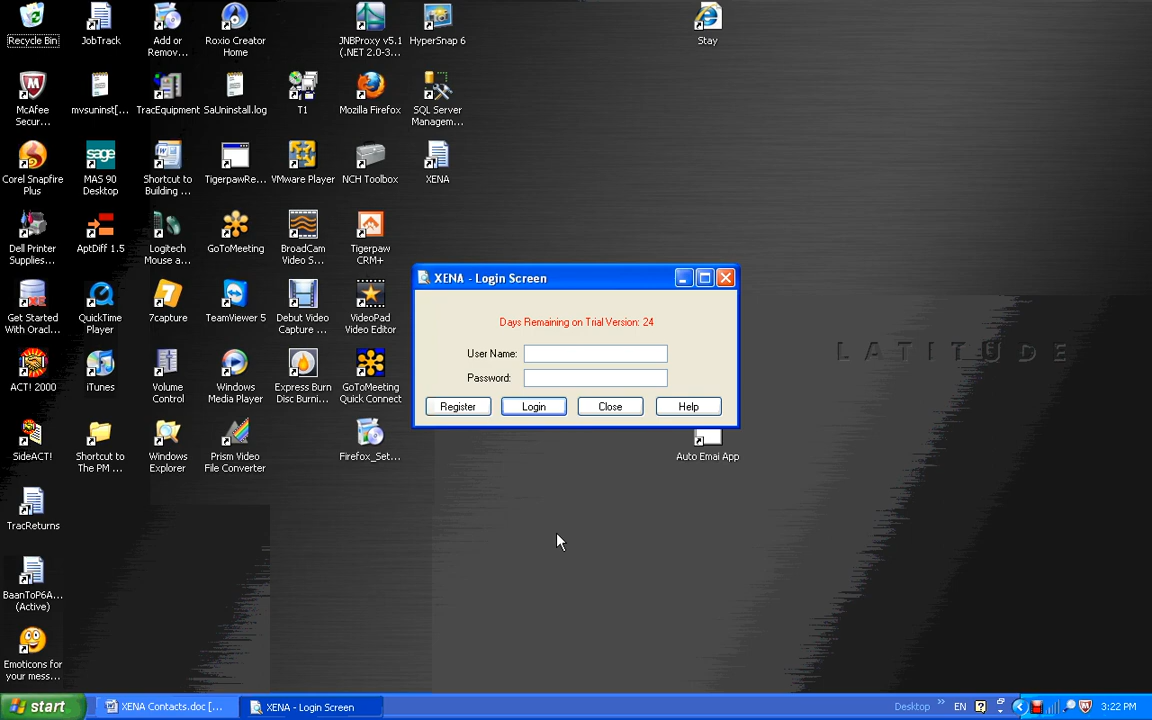 Recycle Bin
JobTrack
Add or
Remov...
Roxio Creator
Home
JNBProxy v5.1
(.NET 2.0-3...
HyperSnap 6
Stay
McAfee
Secur...
mvsuninst[...
TracEquipment
SaUninstall.log
T1
Mozilla Firefox
SQL Server
Managem...
Corel Snapfire
Plus
sage
MAS 90
Desktop
Shortcut to
Building ...
TigerpawRe...
VMware Player
NCH Toolbox
XENA
Dell Printer
Supplies...
AptDiff 1.5
Logitech
Mouse a...
GoToMeeting
BroadCam
Video S...
Tigerpaw
CRM+
XENA - Login Screen
Days Remaining on Trial Version: 24
User Name:
Password:
Register
Login
Close
Help
Get Started
With Oracl...
QuickTime
Player
7capture
TeamViewer 5
Debut Video
Capture ...
VideoPad
Video Editor
LATITUDE
ACT! 2000
iTunes
Volume
Control
Windows
Media Player
Express Burn
Disc Burni...
GoToMeeting
Quick Connect
SideACT!
Shortcut to
The PM ...
Windows
Explorer
Prism Video
File Converter
Firefox_Set...
Auto Emai App
TracReturns
BaanToP6A...
(Active)
Emoticons for
your mess...
start
XENA Contacts.doc [...
XENA - Login Screen
Desktop
EN
3:22 PM